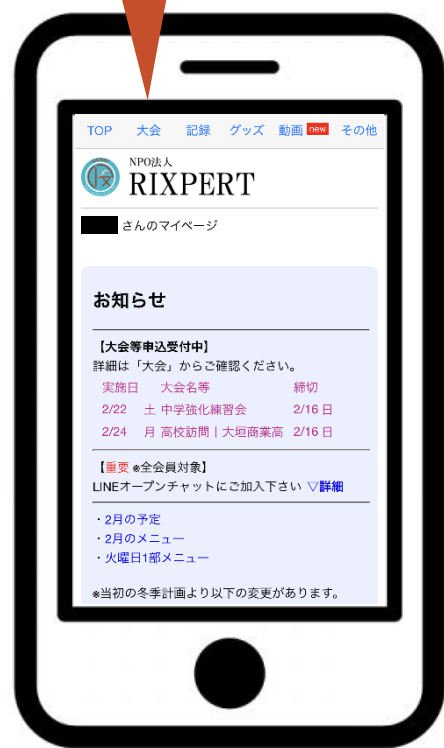 TOP 大会 記録 グッズ 動画 new その他
NPO法人
RIXPERT
さんのマイページ
お知らせ
【大会等申込受付中】
詳細は「大会」からご確認ください。
実施日 大会名等 締切
2/22 土 中学強化練習会 2/16 日
2/24 月 高校訪問｜大垣商業高 2/16 日
【重要 ※全会員対象】
LINEオープンチャットにご加入下さい ▽詳細
・2月の予定
・2月のメニュー
・火曜日1部メニュー
※当初の冬季計画より以下の変更があります。